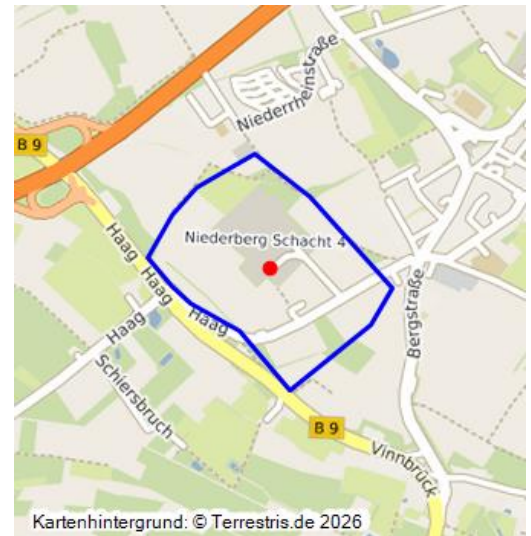 Niederrheinstraße
B 9
Niederberg Schacht 4
Haag
Haag
Haag
Haag
Bergstraße
Schiersbruch
B 9
Vinnbrück
Kartenhintergrund: © Terrestris.de 2026